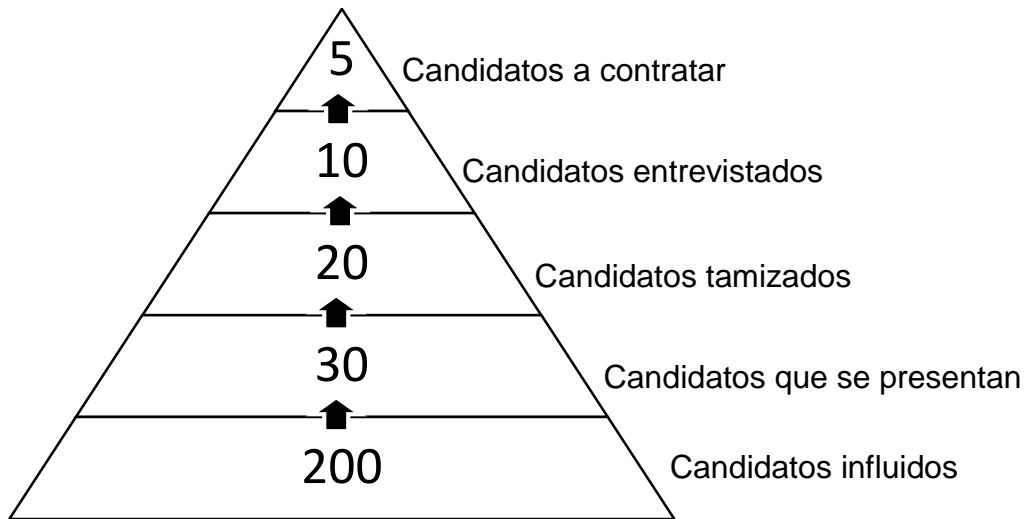 5
Candidatos a contratar
10
Candidatos entrevistados
20
Candidatos tamizados
30
Candidatos que se presentan
200
Candidatos influidos